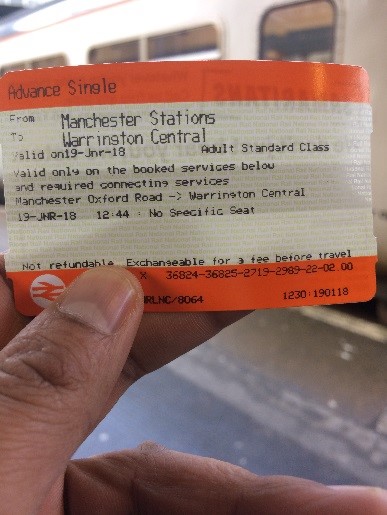 Advance Single
From Manchester Stations
To Warrington Central
Valid on19-Jnr-18 Adult Standard Class
Valid only on the booked services below
and required connecting services
Manchester Oxford Road -> Warrington Central
19-JNR-18 12:44 : No Specific Seat
Not refundable. Exchangeable for a fee before travel
X 36824-36825-2719-2989-22-02.00
NRLNC/8064 1230:190118